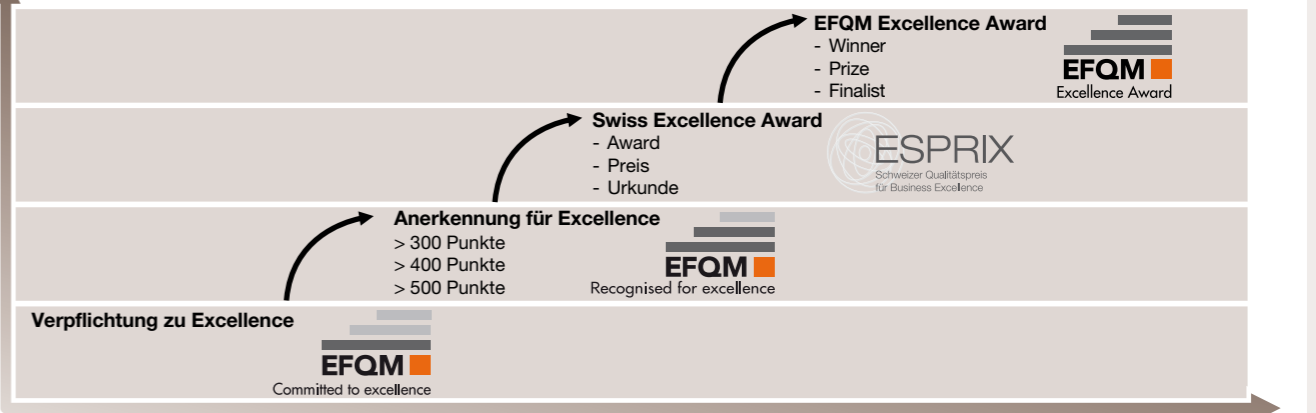 EFQM Excellence Award
- Winner
- Prize
- Finalist
EFQM
Excellence Award
Swiss Excellence Award
- Award
- Preis
- Urkunde
ESPRIX
Schweizer Qualitätspreis
für Business Excellence
Anerkennung für Excellence
> 300 Punkte
> 400 Punkte
> 500 Punkte
EFQM
Recognised for excellence
Verpflichtung zu Excellence
EFQM
Committed to excellence